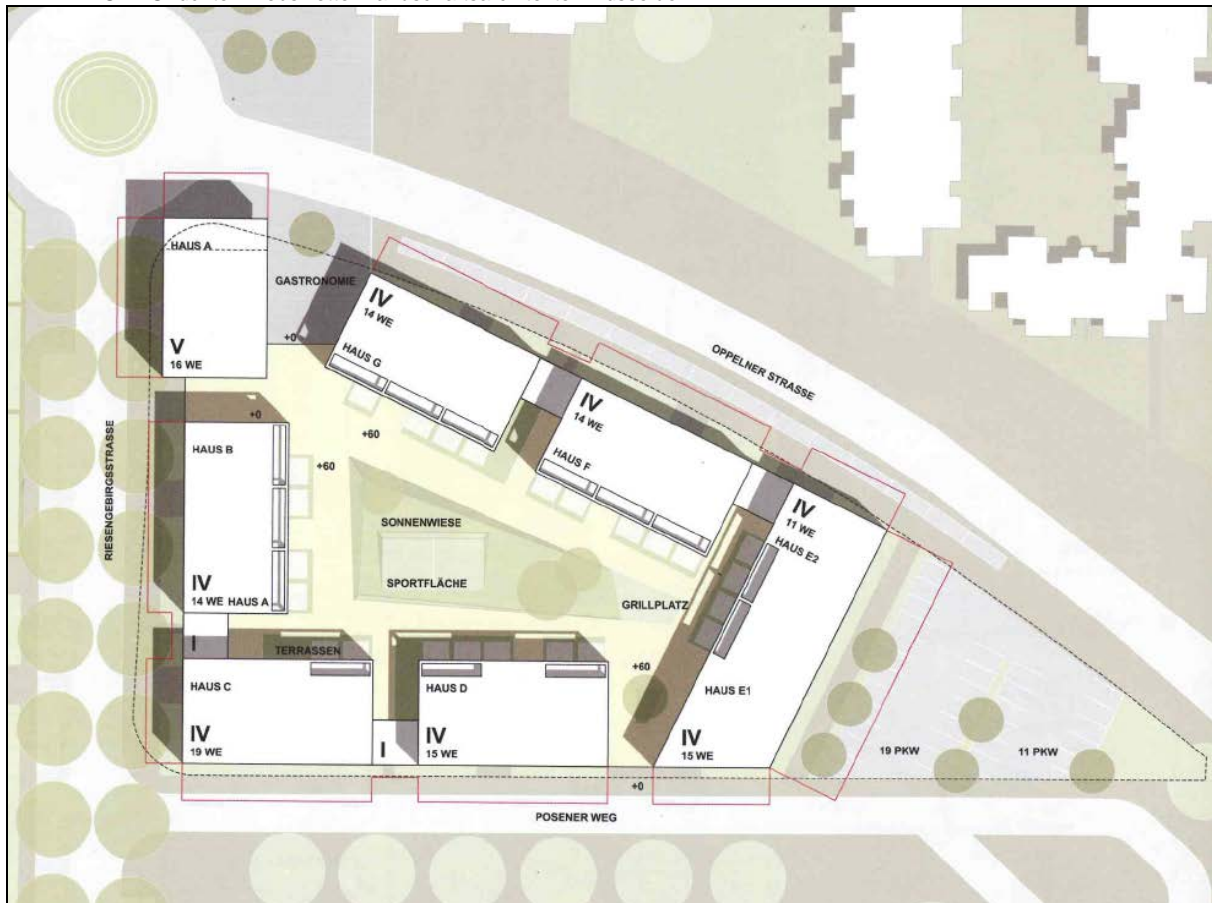 HAUS A
V
16 WE
GASTRONOMIE
+0
IV
14 WE
HAUS G
OPPELNER STRASSE
IV
14 WE
HAUS F
IV
11 WE
HAUS E2
RIESENGEBIRGSSTRASSE
+0
HAUS B
+60
+60
SONNENWIESE
SPORTFLÄCHE
IV
14 WE
HAUS A
GRILLPLATZ
I
TERRASSEN
+60
HAUS C
HAUS D
HAUS E1
IV
19 WE
I
IV
15 WE
IV
15 WE
19 PKW
11 PKW
+0
POSENER WEG